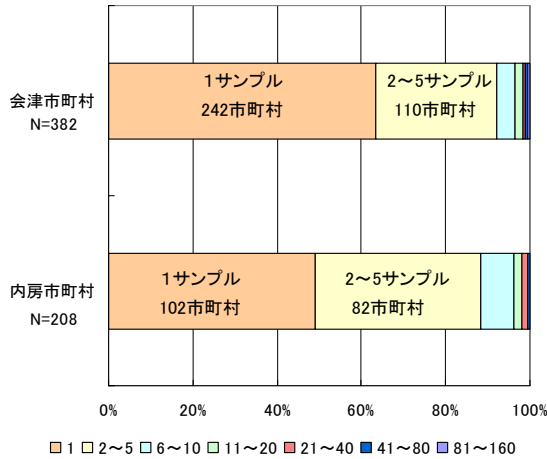 会津市町村
N=382
1サンプル
242市町村
2～5サンプル
110市町村
内房市町村
N=208
1サンプル
102市町村
2～5サンプル
82市町村
0% 20% 40% 60% 80% 100%
1 2～5 6～10 11～20 21～40 41～80 81～160